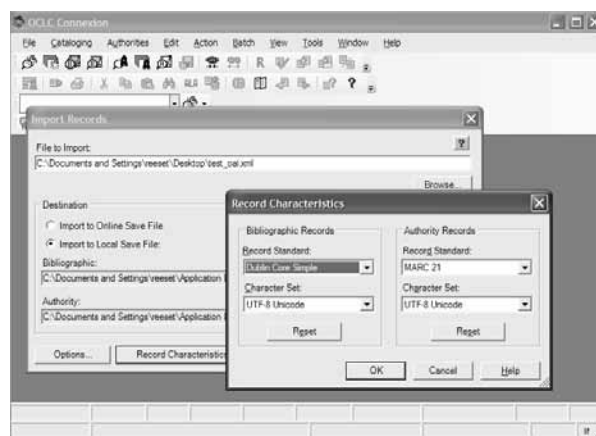 OCLC Connexion
File Cataloging Authorities Edit Action Batch View Tools Window Help
Import Records
File to Import:
C:\Documents and Settings\reeset\Desktop\test_oai.xml
Browse...
Destination
Import to Online Save File
Import to Local Save File:
Bibliographic:
C:\Documents and Settings\reeset\Application
Authority:
C:\Documents and Settings\reeset\Application
Options...
Record Characteristic
Record Characteristics
Bibliographic Records
Record Standard:
Dublin Core Simple
Character Set:
UTF-8 Unicode
Reset
Authority Records
Record Standard:
MARC 21
Character Set:
UTF-8 Unicode
Reset
OK Cancel Help